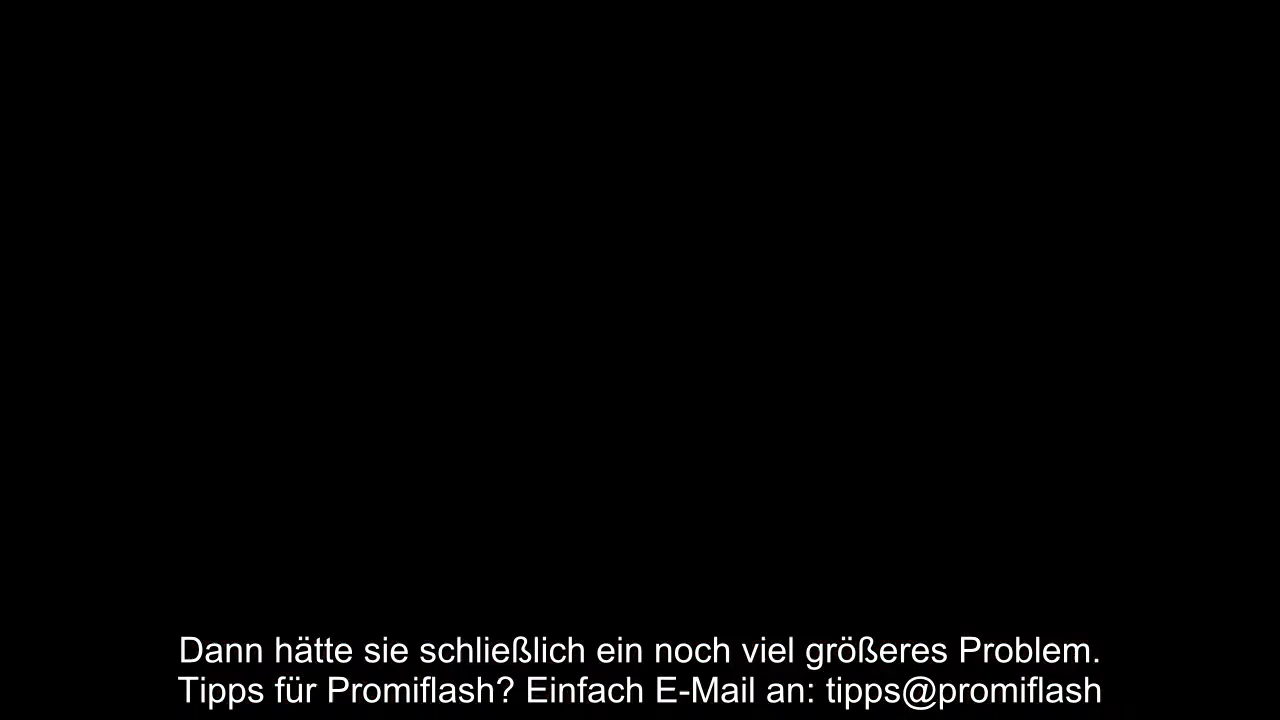 Dann hätte sie schließlich ein noch viel größeres Problem.
Tipps für Promiflash? Einfach E-Mail an: tipps@promiflash